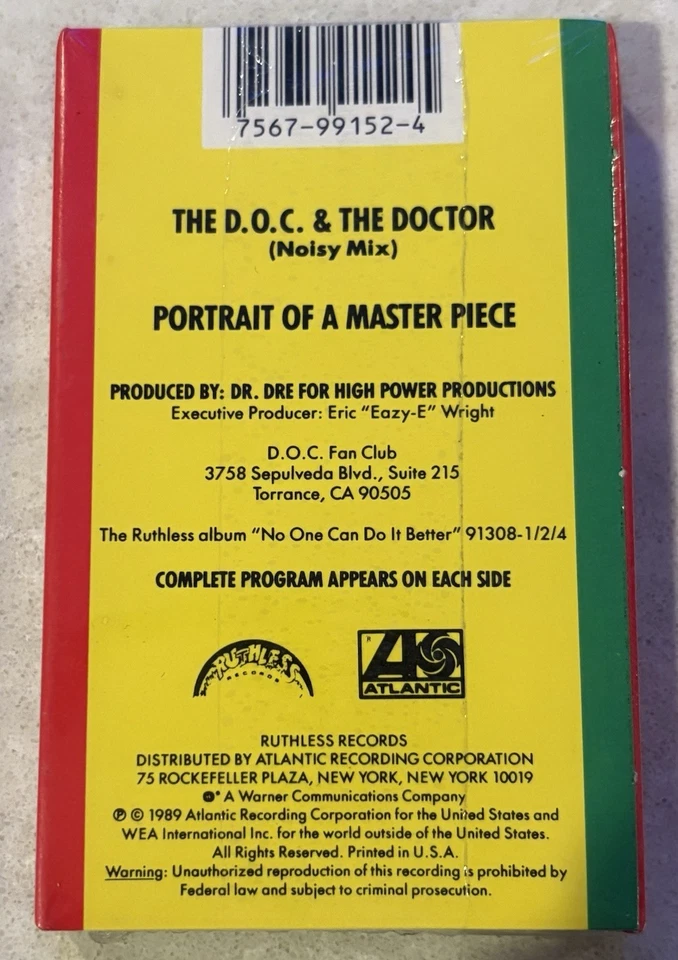 7567-99152-4
THE D.O.C. & THE DOCTOR
(Noisy Mix)
PORTRAIT OF A MASTER PIECE
PRODUCED BY: DR. DRE FOR HIGH POWER PRODUCTIONS
Executive Producer: Eric "Eazy-E" Wright
D.O.C. Fan Club
3758 Sepulveda Blvd., Suite 215
Torrance, CA 90505
The Ruthless album "No One Can Do It Better" 91308-1/2/4
COMPLETE PROGRAM APPEARS ON EACH SIDE
RUTHLESS
RECORDS
ATLANTIC
RUTHLESS RECORDS
DISTRIBUTED BY ATLANTIC RECORDING CORPORATION
75 ROCKEFELLER PLAZA, NEW YORK, NEW YORK 10019
A Warner Communications Company
℗ © 1989 Atlantic Recording Corporation for the United States and
WEA International Inc. for the world outside of the United States.
All Rights Reserved. Printed in U.S.A.
Warning: Unauthorized reproduction of this recording is prohibited by
Federal law and subject to criminal prosecution.